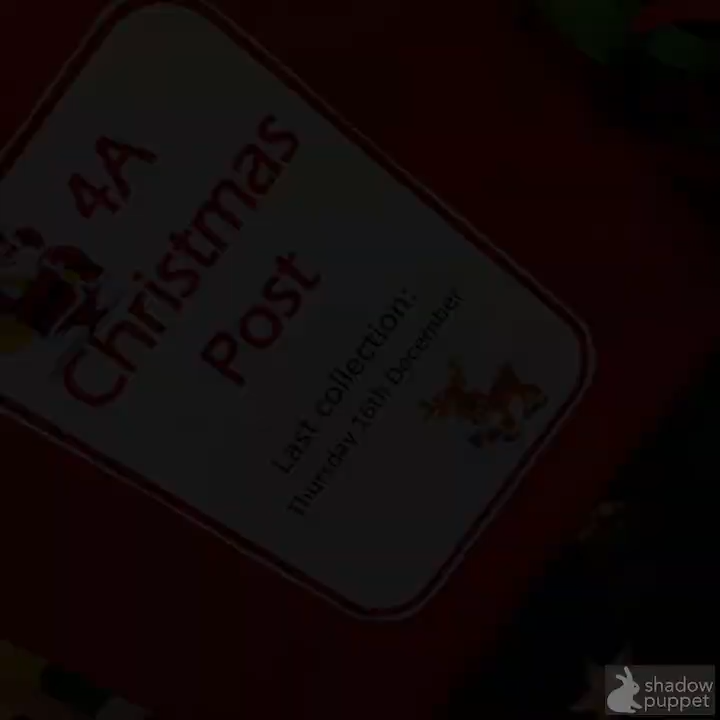 4A
Christmas
Post
Last collection:
Thursday 16th December
shadow
puppet